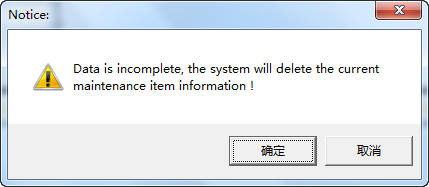 Notice:
Data is incomplete, the system will delete the current
maintenance item information !
确定
取消